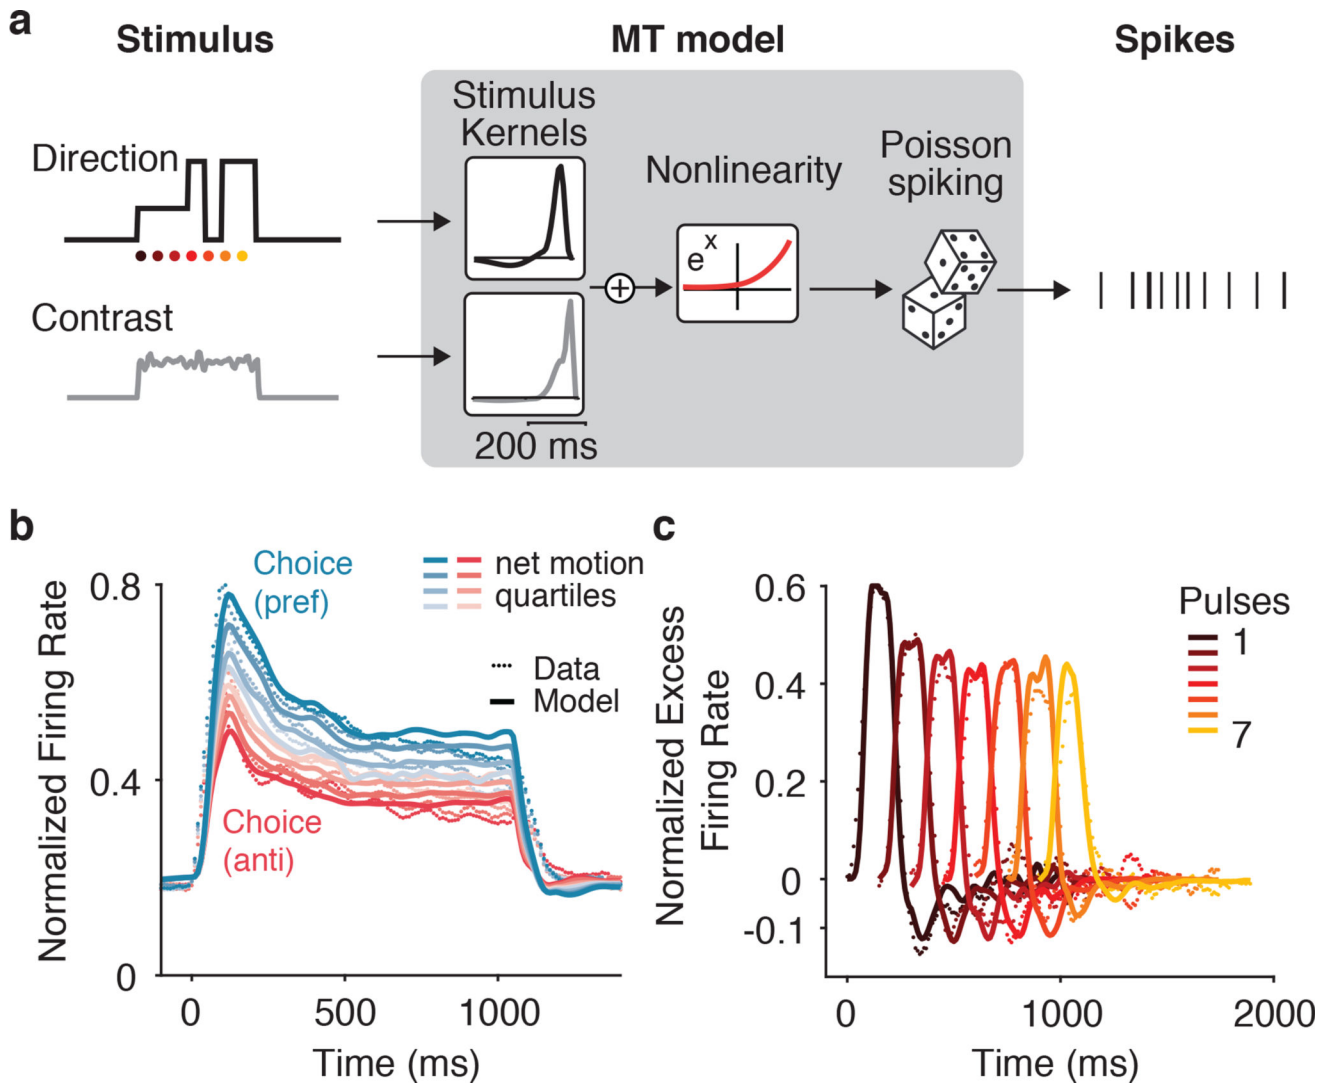 a
Stimulus
MT model
Spikes
Stimulus
Kernels
Direction
Nonlinearity
Poisson
spiking
e^x
+
Contrast
200 ms
b
Choice
(pref)
net motion
quartiles
Data
Model
Choice
(anti)
Normalized Firing Rate
0.8
0.4
0
0
500
1000
Time (ms)
c
Pulses
1
7
Normalized Excess
Firing Rate
0.6
0.4
0.2
0
-0.1
0
1000
2000
Time (ms)